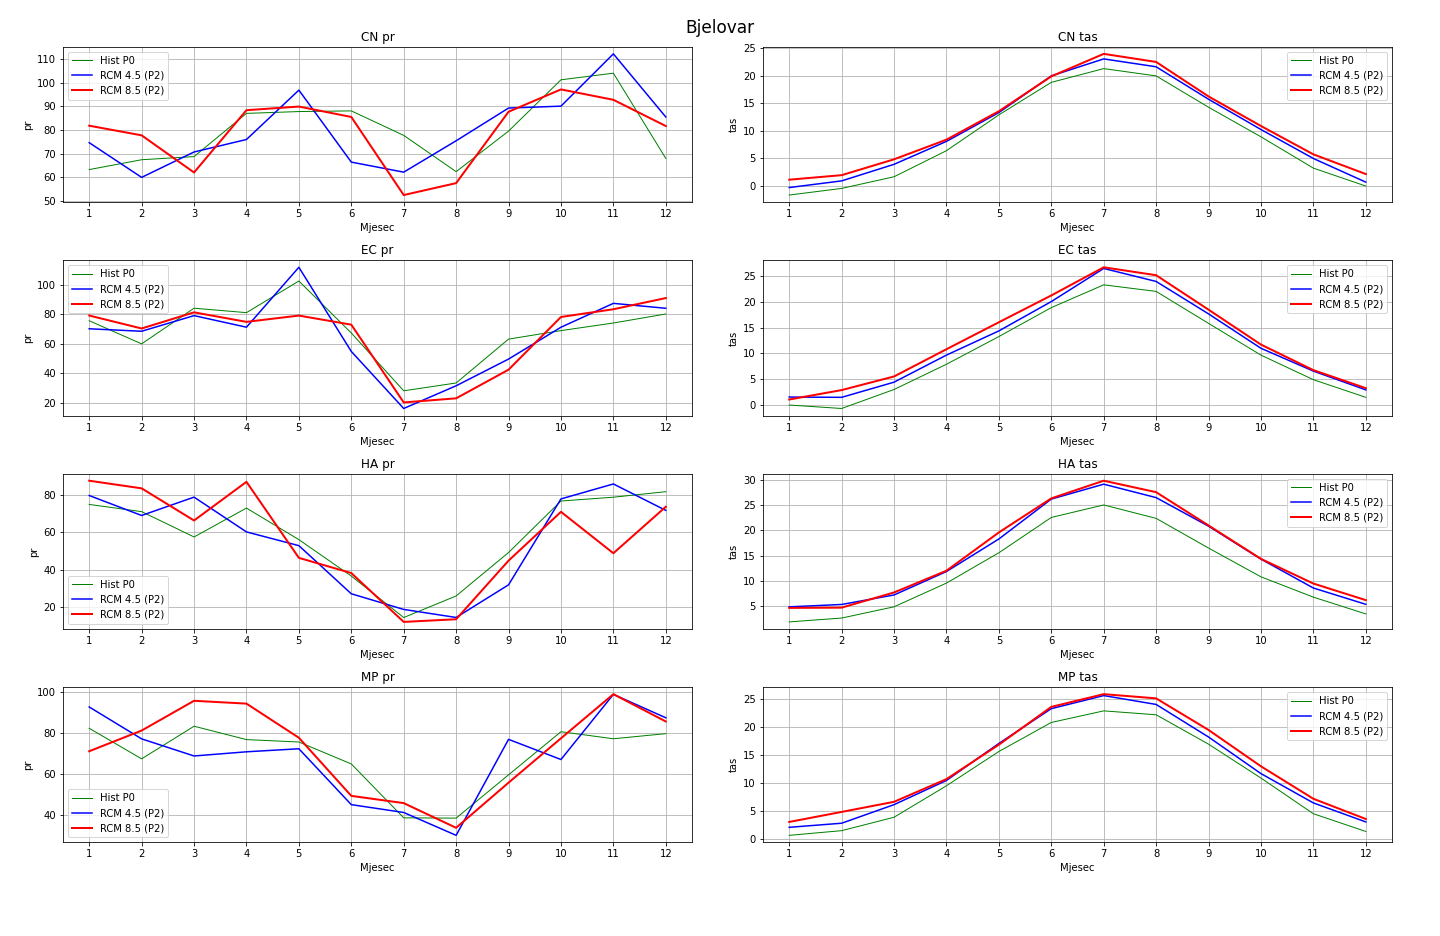 Bjelovar
CN pr
110
100
90
80
70
60
50
pr
Hist P0
RCM 4.5 (P2)
RCM 8.5 (P2)
1 2 3 4 5 6 7 8 9 10 11 12
Mjesec
CN tas
25
20
15
10
5
0
tas
Hist P0
RCM 4.5 (P2)
RCM 8.5 (P2)
1 2 3 4 5 6 7 8 9 10 11 12
Mjesec
EC pr
100
80
60
40
20
pr
Hist P0
RCM 4.5 (P2)
RCM 8.5 (P2)
1 2 3 4 5 6 7 8 9 10 11 12
Mjesec
EC tas
25
20
15
10
5
0
tas
Hist P0
RCM 4.5 (P2)
RCM 8.5 (P2)
1 2 3 4 5 6 7 8 9 10 11 12
Mjesec
HA pr
80
60
40
20
pr
Hist P0
RCM 4.5 (P2)
RCM 8.5 (P2)
1 2 3 4 5 6 7 8 9 10 11 12
Mjesec
HA tas
30
25
20
15
10
5
tas
Hist P0
RCM 4.5 (P2)
RCM 8.5 (P2)
1 2 3 4 5 6 7 8 9 10 11 12
Mjesec
MP pr
100
80
60
40
pr
Hist P0
RCM 4.5 (P2)
RCM 8.5 (P2)
1 2 3 4 5 6 7 8 9 10 11 12
Mjesec
MP tas
25
20
15
10
5
0
tas
Hist P0
RCM 4.5 (P2)
RCM 8.5 (P2)
1 2 3 4 5 6 7 8 9 10 11 12
Mjesec